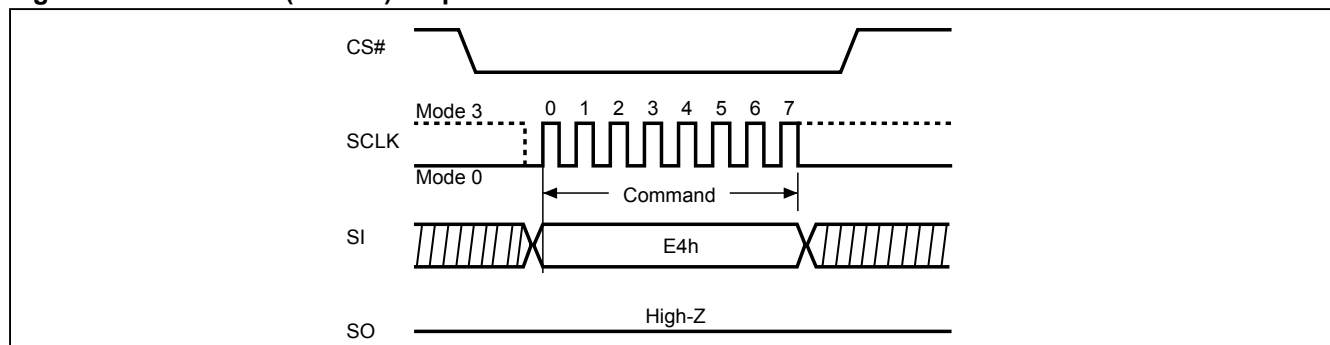 CS#
Mode 3
0 1 2 3 4 5 6 7
SCLK
Mode 0
Command
SI
E4h
High-Z
SO